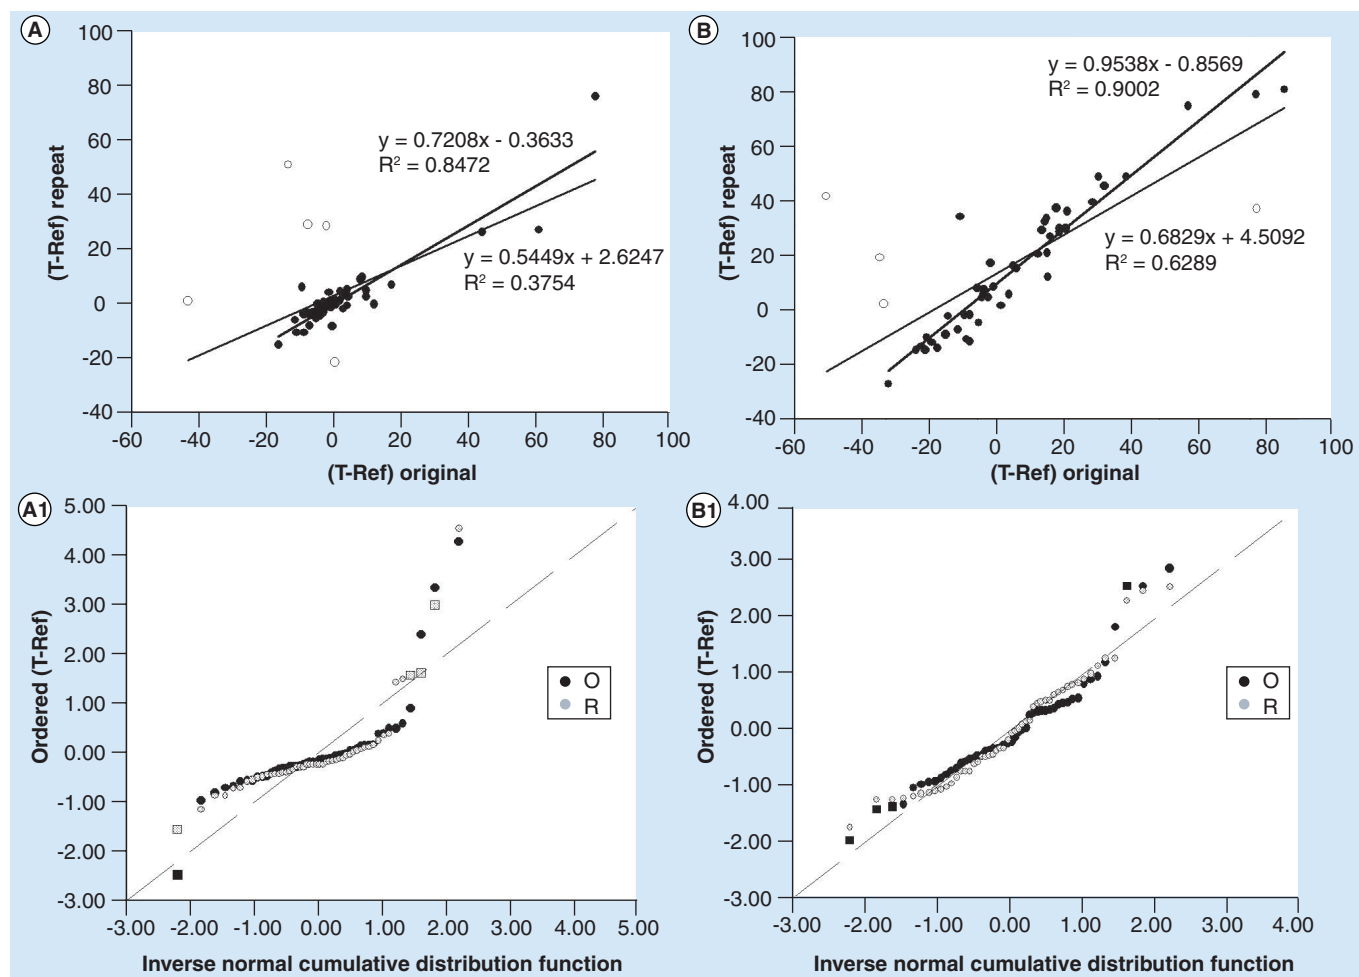 A
100
80
60
40
20
0
-20
-40
-60
-40
-20
0
20
40
60
80
100
(T-Ref) repeat
(T-Ref) original
y = 0.7208x - 0.3633
R² = 0.8472
y = 0.5449x + 2.6247
R² = 0.3754
B
100
80
60
40
20
0
-20
-40
-60
-40
-20
0
20
40
60
80
100
(T-Ref) repeat
(T-Ref) original
y = 0.9538x - 0.8569
R² = 0.9002
y = 0.6829x + 4.5092
R² = 0.6289
A1
5.00
4.00
3.00
2.00
1.00
0.00
-1.00
-2.00
-3.00
-3.00
-2.00
-1.00
0.00
1.00
2.00
3.00
4.00
5.00
Ordered (T-Ref)
O
R
Inverse normal cumulative distribution function
B1
4.00
3.00
2.00
1.00
0.00
-1.00
-2.00
-3.00
-3.00
-2.00
-1.00
0.00
1.00
2.00
3.00
4.00
Ordered (T-Ref)
O
R
Inverse normal cumulative distribution function